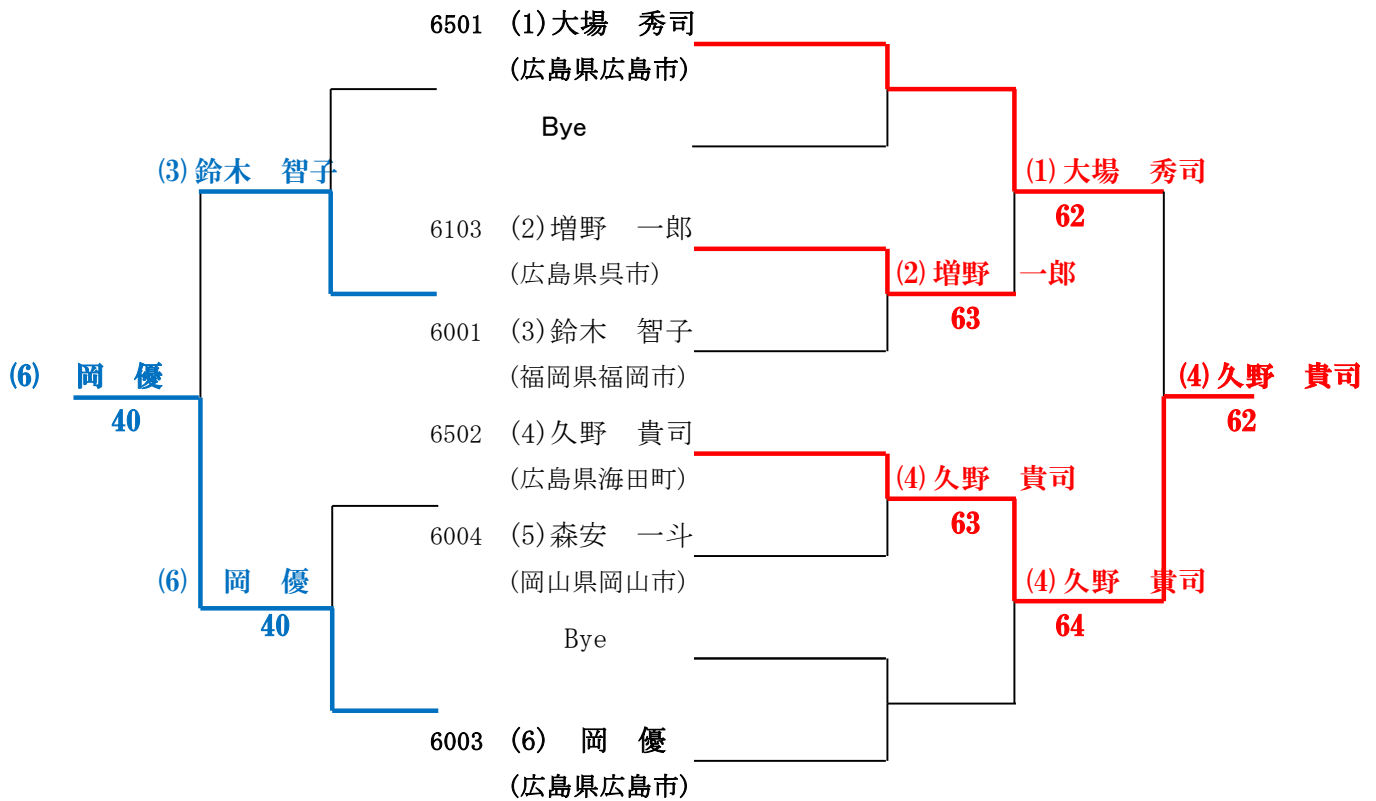 6501 (1)大場　秀司
(広島県広島市)
Bye
(3)鈴木　智子
(1)大場　秀司
62
6103 (2)増野　一郎
(広島県呉市)
(2)増野　一郎
63
6001 (3)鈴木　智子
(福岡県福岡市)
(6)　岡　優
40
(4)久野　貴司
62
6502 (4)久野　貴司
(広島県海田町)
(4)久野　貴司
63
6004 (5)森安　一斗
(岡山県岡山市)
(6)　岡　優
40
(4)久野　貴司
64
Bye
6003 (6)　岡　優
(広島県広島市)